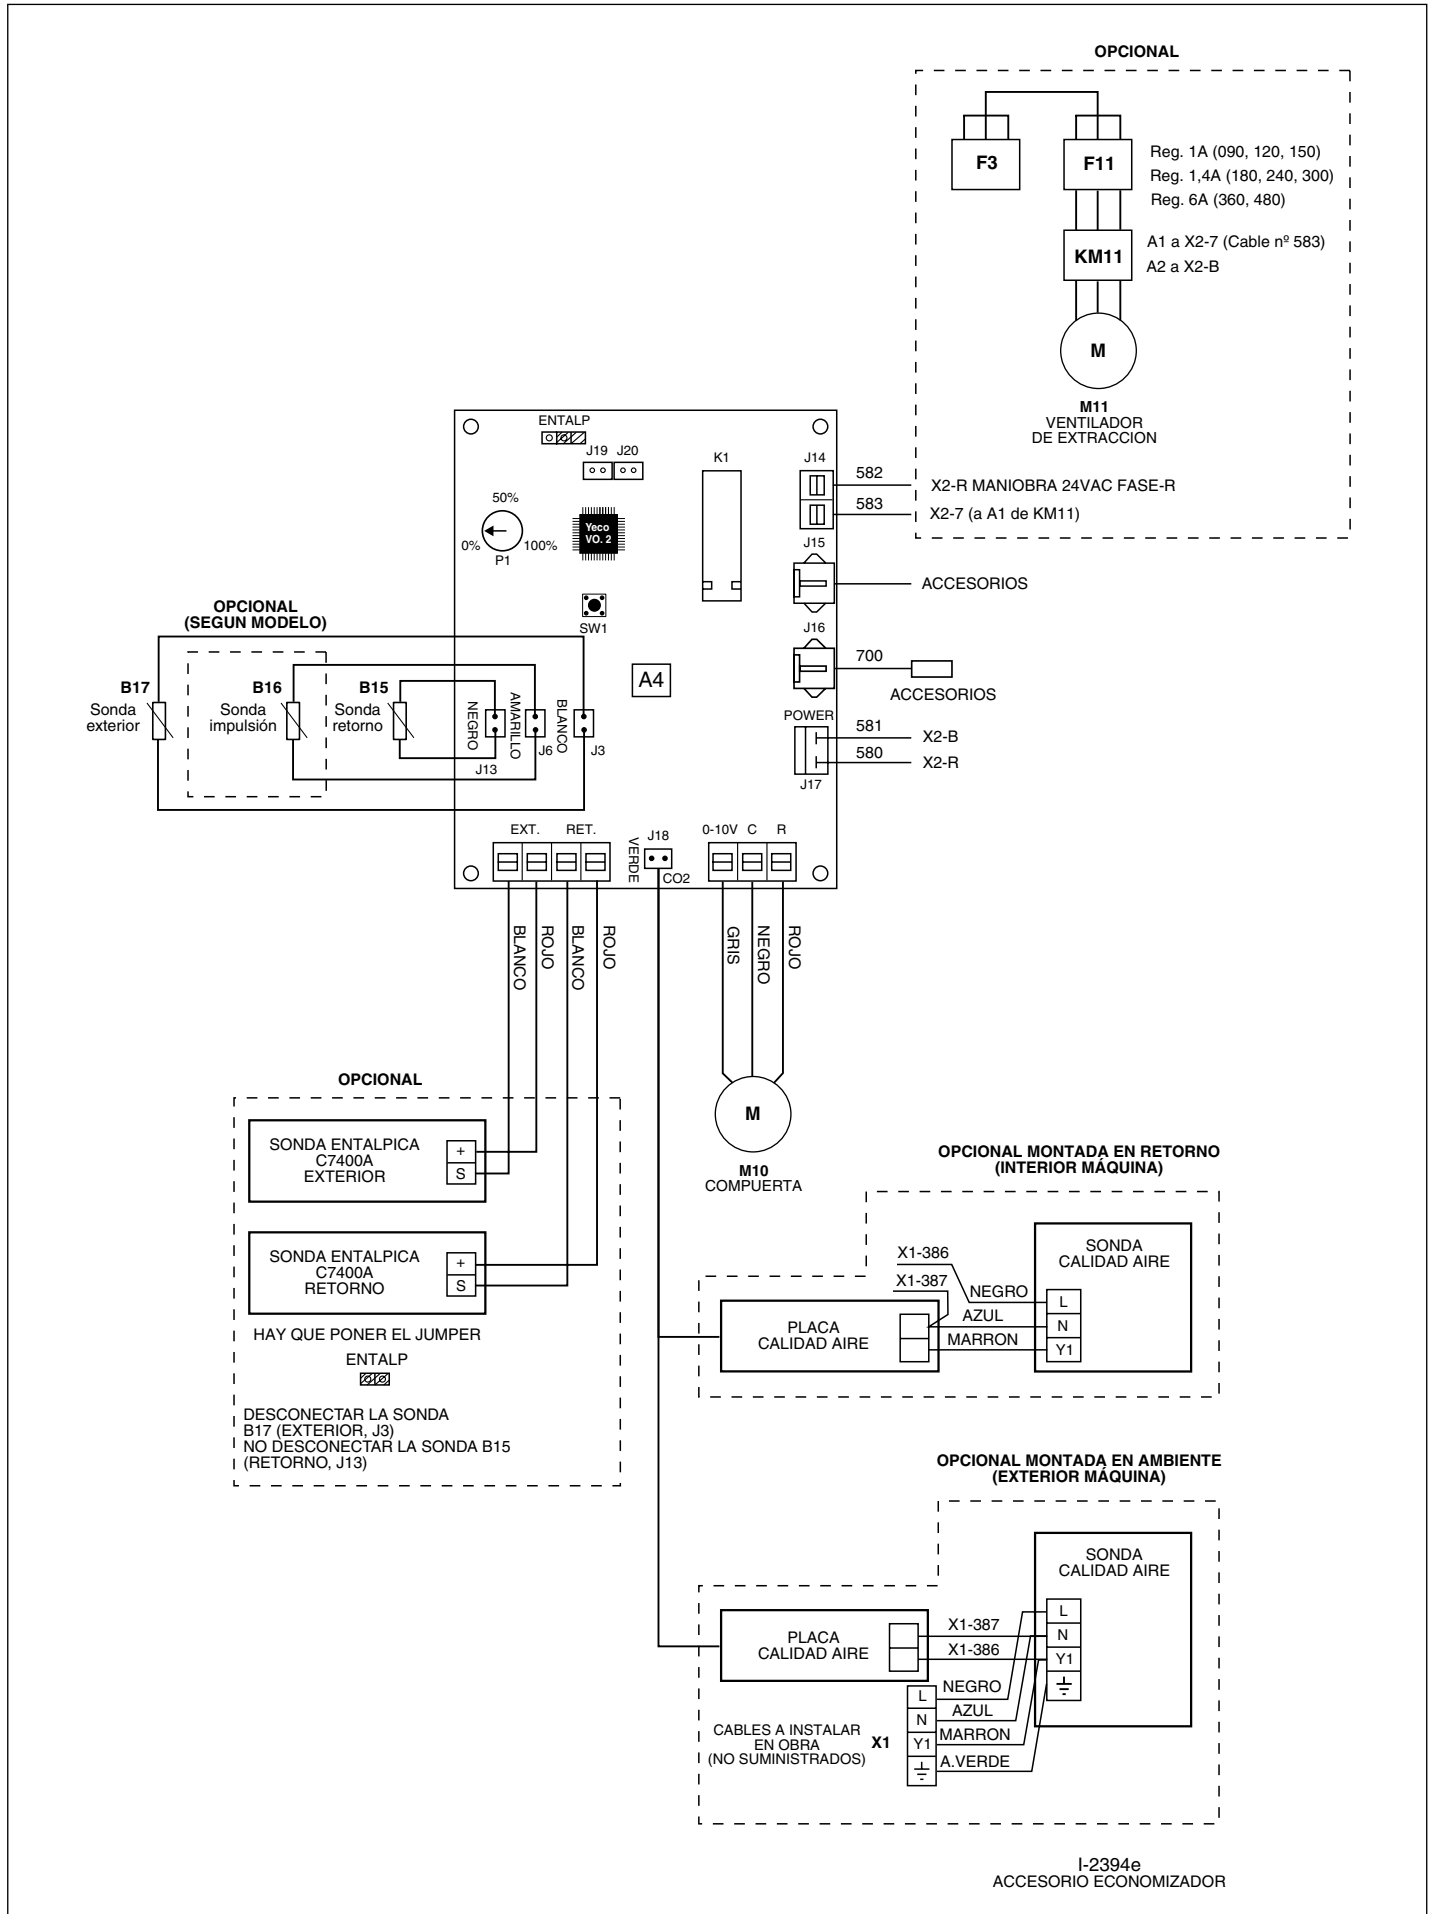 OPCIONAL
F3
F11
Reg. 1A (090, 120, 150)
Reg. 1,4A (180, 240, 300)
Reg. 6A (360, 480)
KM11
A1 a X2-7 (Cable nº 583)
A2 a X2-B
M
M11
VENTILADOR
DE EXTRACCION
ENTALP
J19 J20
K1
J14
582
X2-R MANIOBRA 24VAC FASE-R
583
X2-7 (a A1 de KM11)
50%
0%
100%
P1
Yeco
VO. 2
J15
ACCESORIOS
SW1
J16
700
ACCESORIOS
A4
OPCIONAL
(SEGUN MODELO)
B17
Sonda
exterior
B16
Sonda
impulsión
B15
Sonda
retorno
NEGRO
J13
AMARILLO
J6
BLANCO
J3
POWER
581
X2-B
580
X2-R
J17
EXT.
RET.
VERDE
J18
CO2
0-10V C R
BLANCO
ROJO
BLANCO
ROJO
GRIS
NEGRO
ROJO
M
M10
COMPUERTA
OPCIONAL
SONDA ENTALPICA
C7400A
EXTERIOR
+
S
SONDA ENTALPICA
C7400A
RETORNO
+
S
HAY QUE PONER EL JUMPER
ENTALP
DESCONECTAR LA SONDA
B17 (EXTERIOR, J3)
NO DESCONECTAR LA SONDA B15
(RETORNO, J13)
OPCIONAL MONTADA EN RETORNO
(INTERIOR MÁQUINA)
X1-386
X1-387
SONDA
CALIDAD AIRE
NEGRO
L
AZUL
N
MARRON
Y1
PLACA
CALIDAD AIRE
OPCIONAL MONTADA EN AMBIENTE
(EXTERIOR MÁQUINA)
SONDA
CALIDAD AIRE
L
N
Y1
PLACA
CALIDAD AIRE
X1-387
X1-386
CABLES A INSTALAR
EN OBRA
(NO SUMINISTRADOS)
X1
L
NEGRO
N
AZUL
Y1
MARRON
A.VERDE
I-2394e
ACCESORIO ECONOMIZADOR